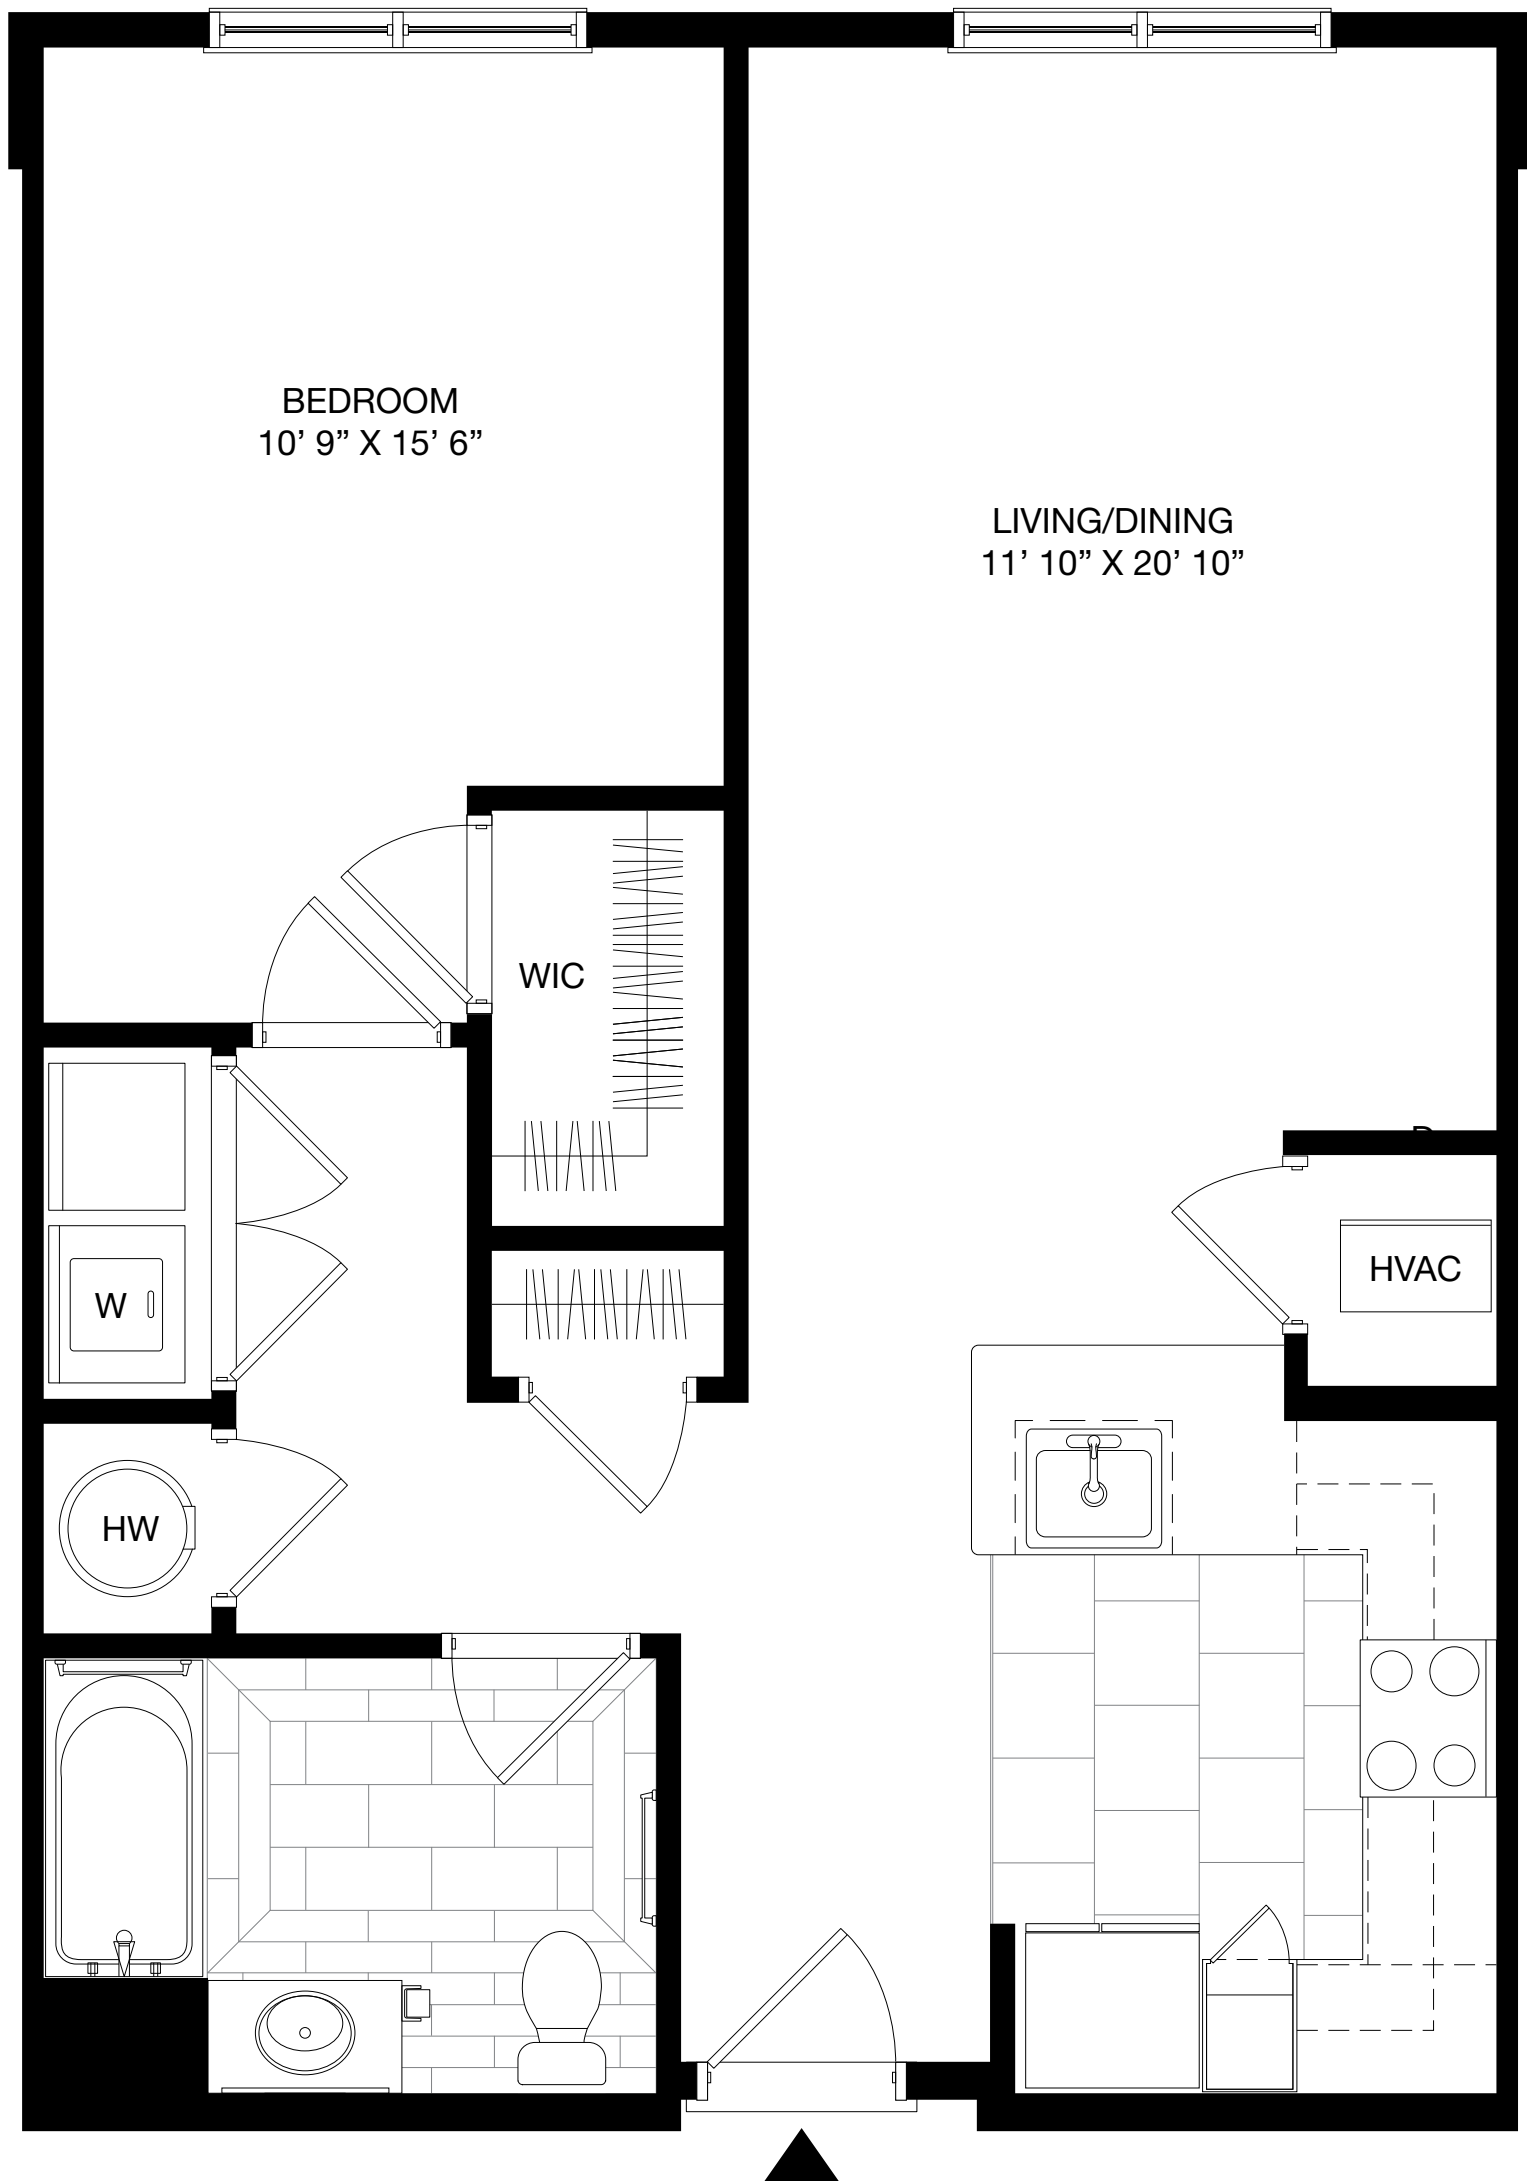 BEDROOM
10’ 9” X 15’ 6”
LIVING/DINING
11’ 10” X 20’ 10”
WIC
HVAC
W
HW